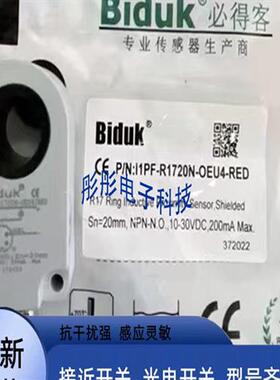 Biduk® 必得客
专业传感器生产商
Biduk®
CE P/N:I1PF-R1720N-OEU4-RED
彤彤电子科技
R17 Ring Inductive Sensor,Shielded
Sn=20mm, NPN-N.O.,10-30VDC,200mA Max.
372022
新
抗干扰强 感应灵敏
接近开关 光电开关 型号齐